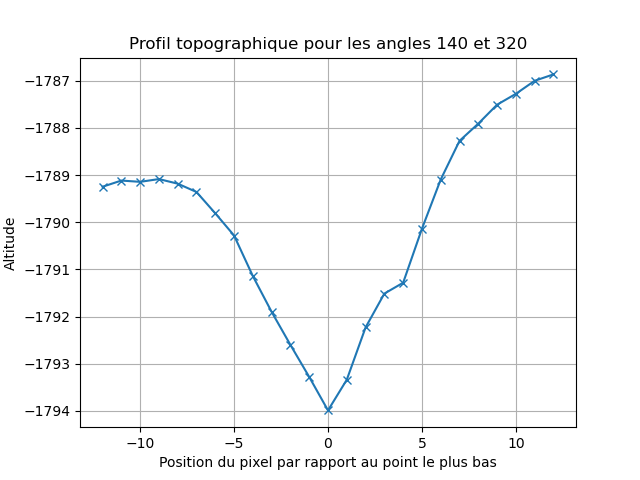 Profil topographique pour les angles 140 et 320
−1787
−1788
−1789
−1790
−1791
−1792
−1793
−1794
Altitude
−10 −5 0 5 10
Position du pixel par rapport au point le plus bas